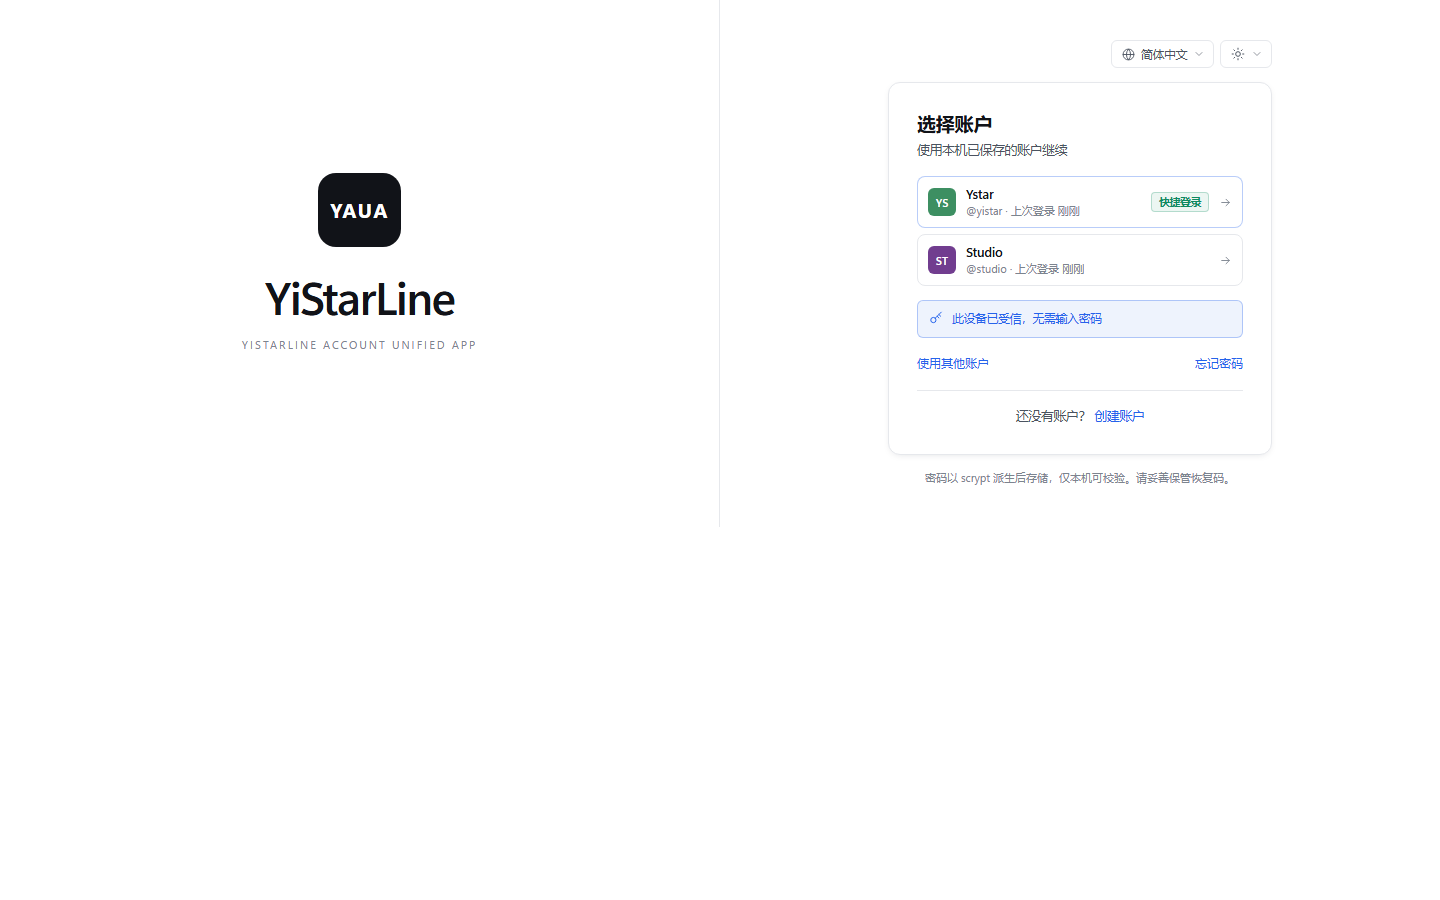 YAUA
YiStarLine
YISTARLINE ACCOUNT UNIFIED APP
简体中文
选择账户
使用本机已保存的账户继续
YS
Ystar
@yistar · 上次登录 刚刚
快捷登录
ST
Studio
@studio · 上次登录 刚刚
此设备已受信，无需输入密码
使用其他账户
忘记密码
还没有账户？ 创建账户
密码以 scrypt 派生后存储，仅本机可校验。请妥善保管恢复码。